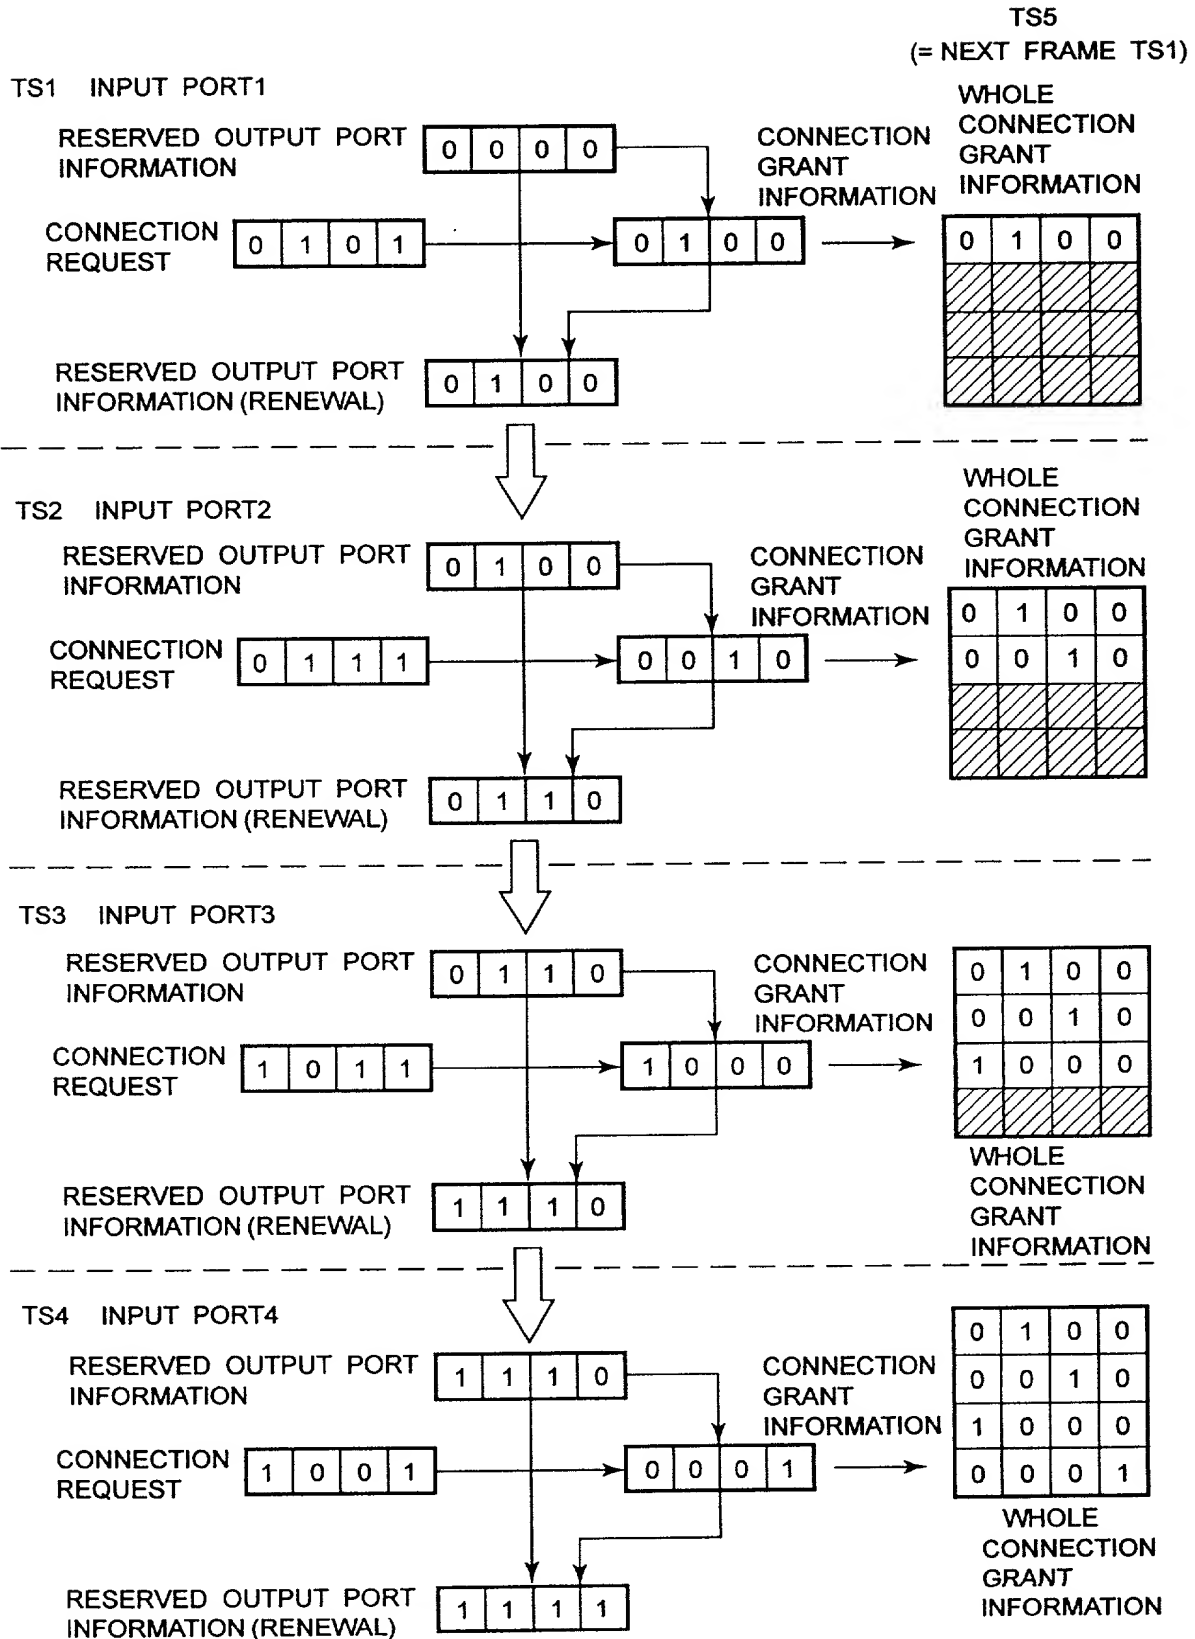 TS5
(= NEXT FRAME TS1)
TS1 INPUT PORT1
RESERVED OUTPUT PORT
INFORMATION
0 0 0 0
CONNECTION
GRANT
INFORMATION
WHOLE
CONNECTION
GRANT
INFORMATION
CONNECTION
REQUEST
0 1 0 1
0 1 0 0
0 1 0 0
RESERVED OUTPUT PORT
INFORMATION (RENEWAL)
0 1 0 0
TS2 INPUT PORT2
RESERVED OUTPUT PORT
INFORMATION
0 1 0 0
CONNECTION
GRANT
INFORMATION
WHOLE
CONNECTION
GRANT
INFORMATION
CONNECTION
REQUEST
0 1 1 1
0 0 1 0
0 1 0 0
0 0 1 0
RESERVED OUTPUT PORT
INFORMATION (RENEWAL)
0 1 1 0
TS3 INPUT PORT3
RESERVED OUTPUT PORT
INFORMATION
0 1 1 0
CONNECTION
GRANT
INFORMATION
CONNECTION
REQUEST
1 0 1 1
1 0 0 0
0 1 0 0
0 0 1 0
1 0 0 0
WHOLE
CONNECTION
GRANT
INFORMATION
RESERVED OUTPUT PORT
INFORMATION (RENEWAL)
1 1 1 0
TS4 INPUT PORT4
RESERVED OUTPUT PORT
INFORMATION
1 1 1 0
CONNECTION
GRANT
INFORMATION
CONNECTION
REQUEST
1 0 0 1
0 0 0 1
0 1 0 0
0 0 1 0
1 0 0 0
0 0 0 1
WHOLE
CONNECTION
GRANT
INFORMATION
RESERVED OUTPUT PORT
INFORMATION (RENEWAL)
1 1 1 1